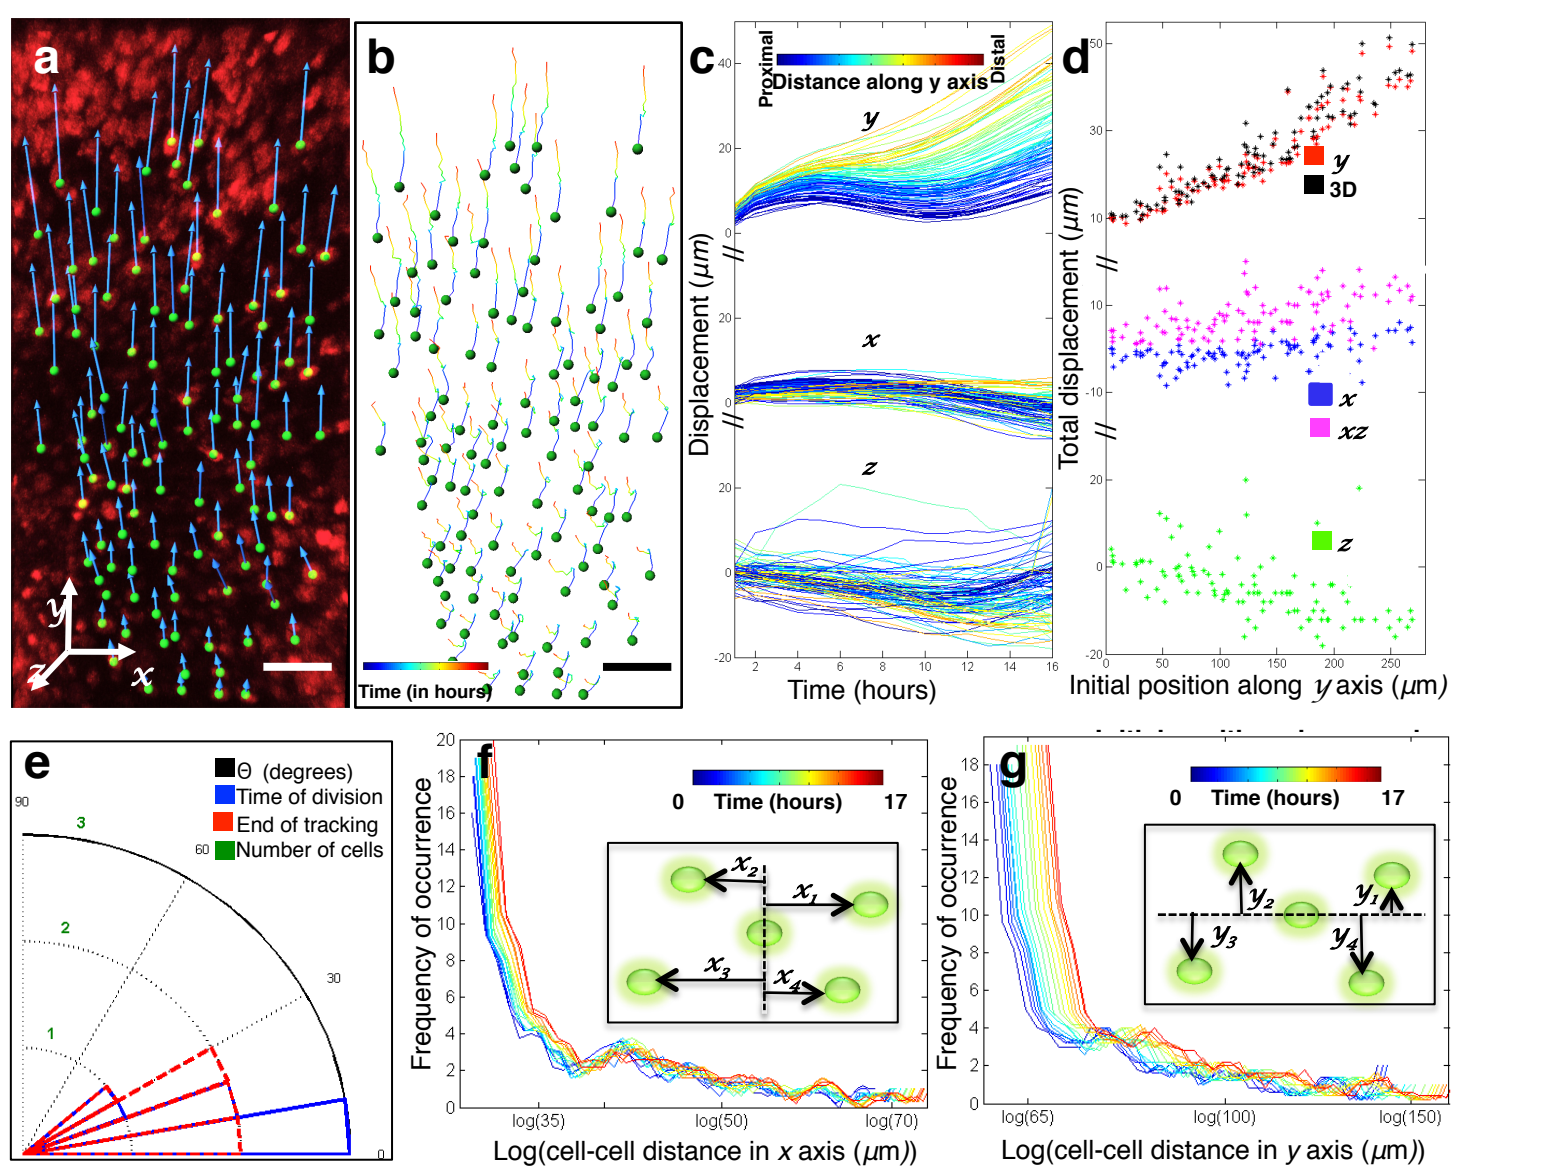 a
y
z
x
b
Time (in hours)
c
Proximal
Distal
Distance along y axis
y
x
z
40
20
0
20
0
20
0
-20
2 4 6 8 10 12 14 16
Displacement (μm)
Time (hours)
d
50
30
10
10
-10
20
0
-20
0 50 100 150 200 250
y
3D
x
xz
z
Total displacement (μm)
Initial position along y axis (μm)
e
Θ (degrees)
Time of division
End of tracking
Number of cells
90
60
30
0
3
2
1
f
20
16
14
12
10
8
6
4
2
0
Frequency of occurrence
0 Time (hours) 17
x2
x1
x3
x4
log(35) log(50) log(70)
Log(cell-cell distance in x axis (μm))
g
18
16
14
12
10
8
6
4
2
0
Frequency of occurrence
0 Time (hours) 17
y2
y1
y3
y4
log(65) log(100) log(150)
Log(cell-cell distance in y axis (μm))